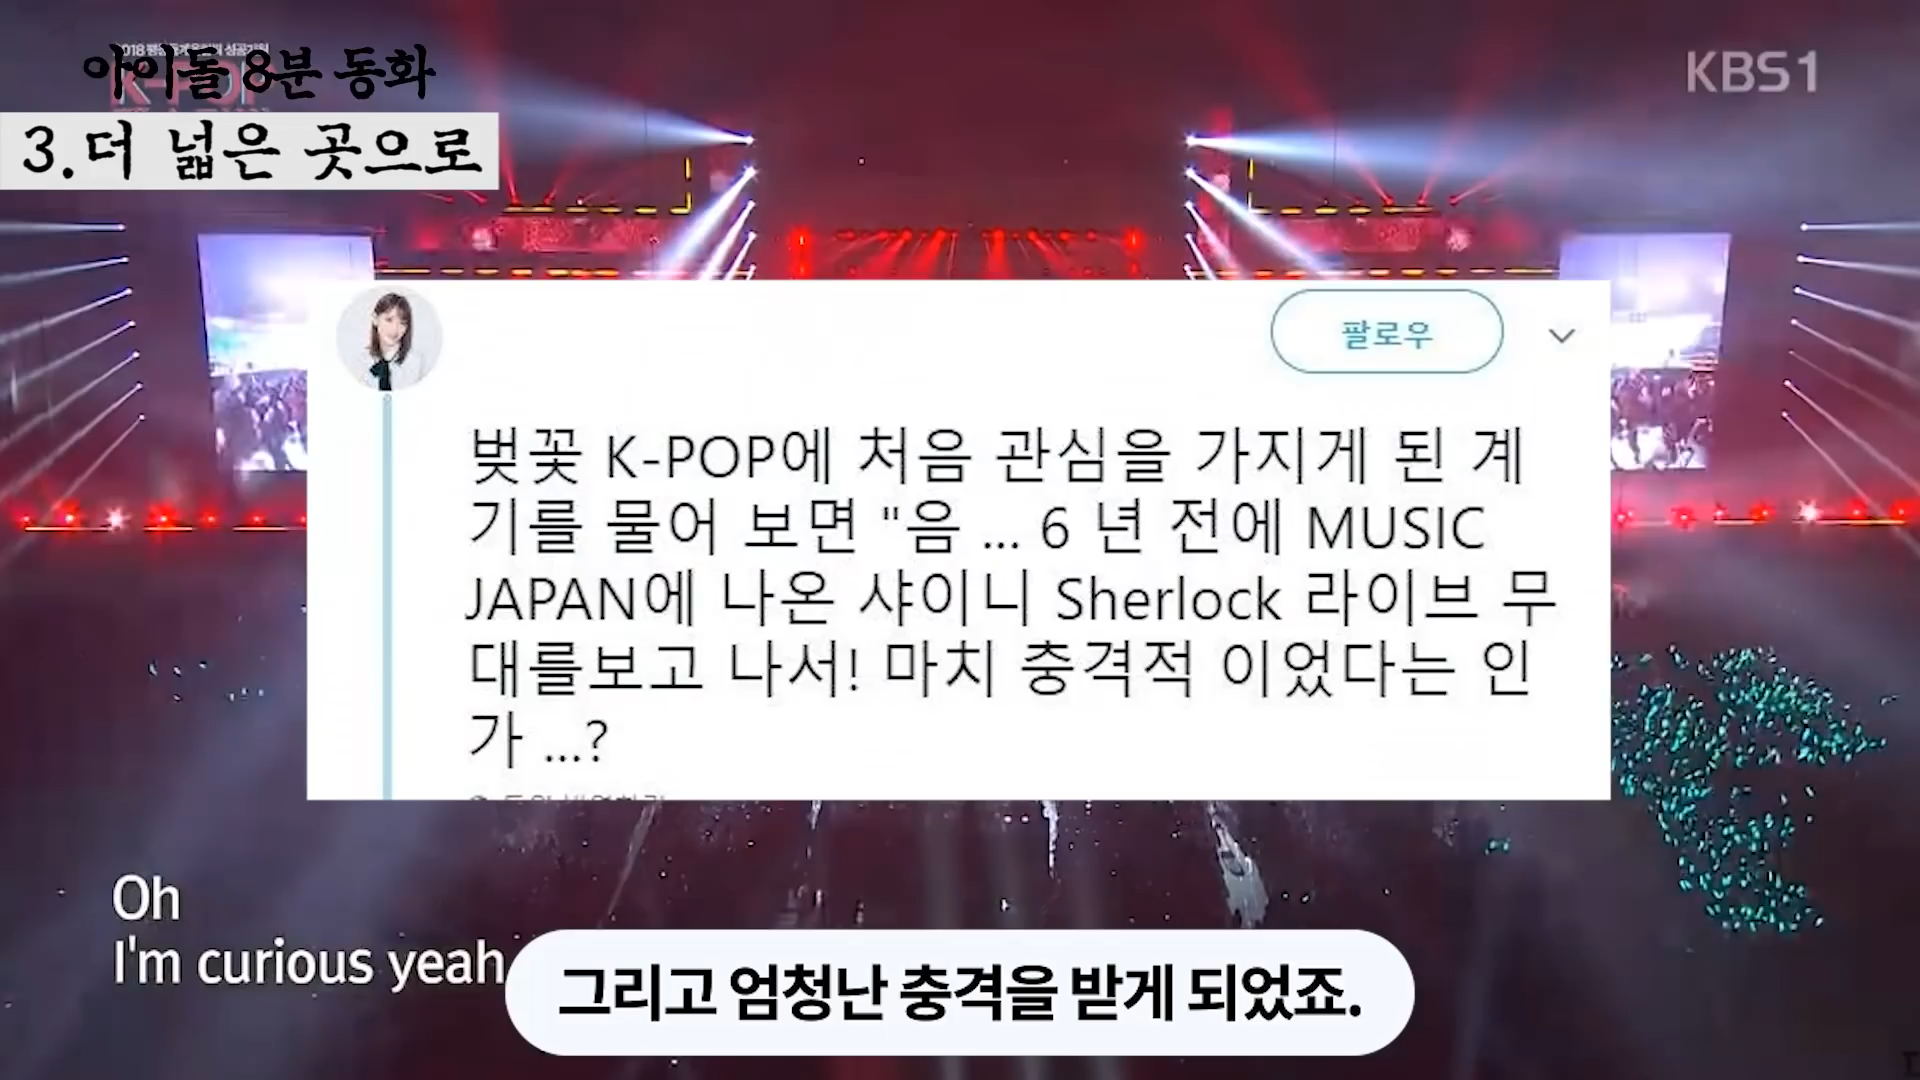 아이돌 8분 동화
K-POP
KBS1
3.더 넓은 곳으로
팔로우
벚꽃 K-POP에 처음 관심을 가지게 된 계
기를 물어 보면 "음 ... 6 년 전에 MUSIC
JAPAN에 나온 샤이니 Sherlock 라이브 무
대를보고 나서! 마치 충격적 이었다는 인
가 ...?
Oh
I'm curious yeah
그리고 엄청난 충격을 받게 되었죠.